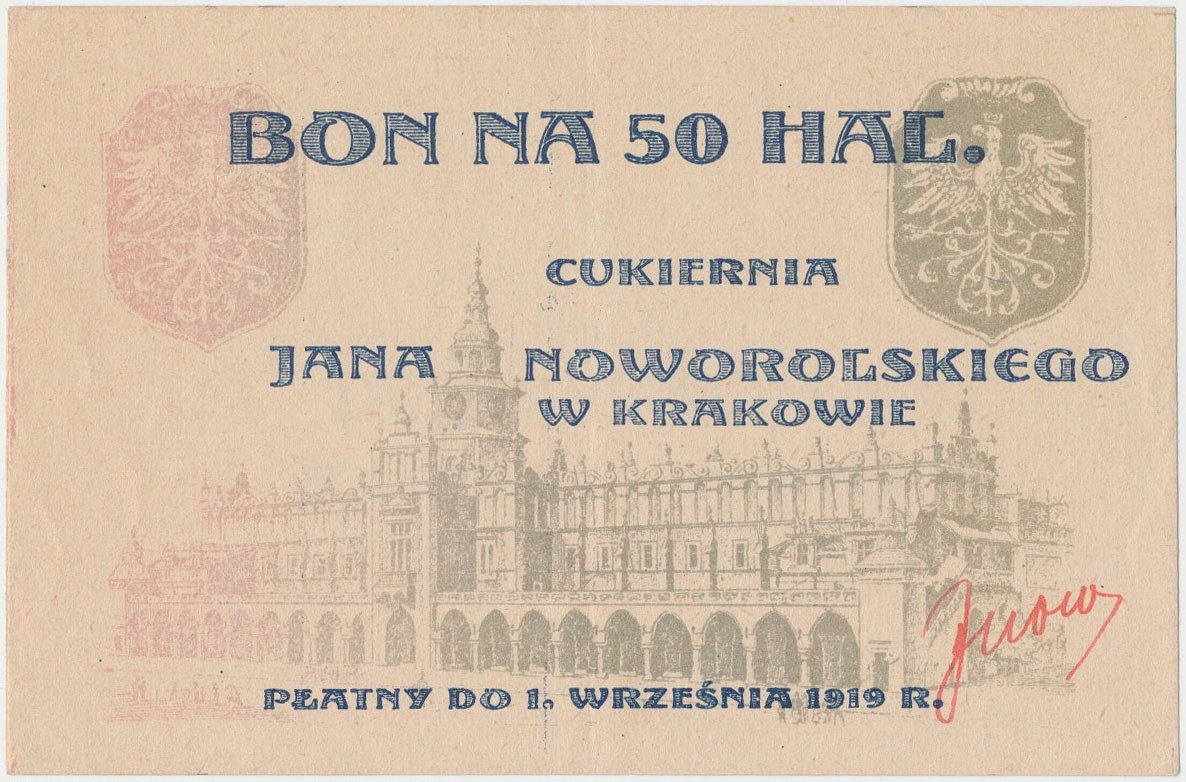 BON NA 50 HAL.
CUKIERNIA
JANA NOWOROLSKIEGO
W KRAKOWIE
PŁATNY DO 1. WRZEŚNIA 1919 R.